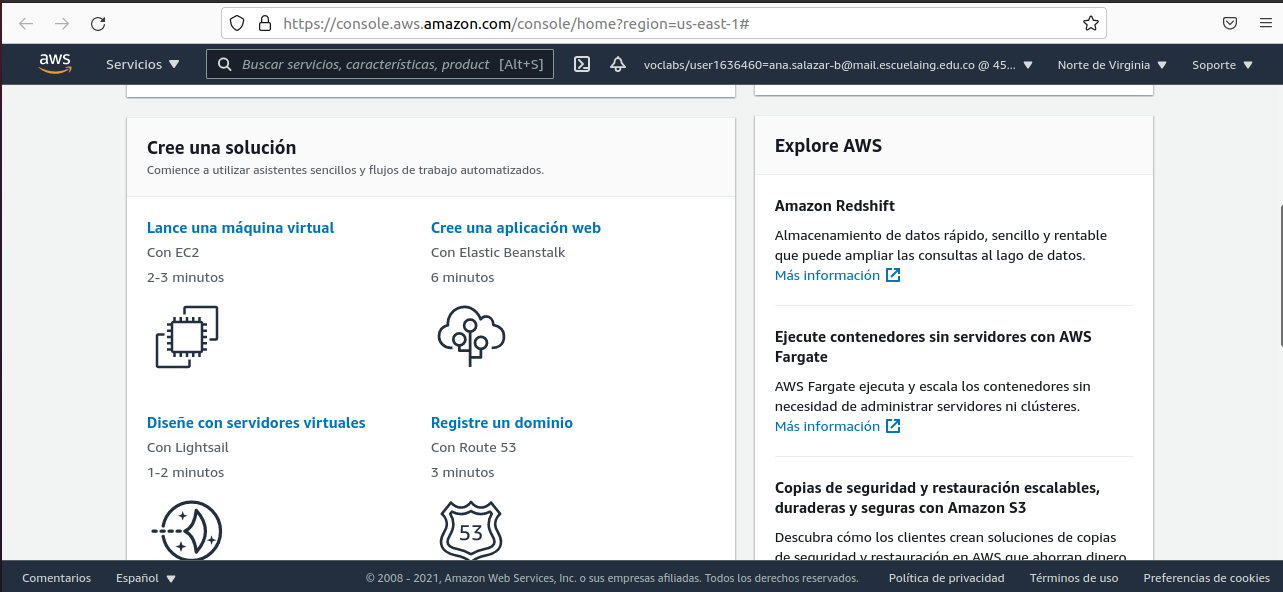 https://console.aws.amazon.com/console/home?region=us-east-1#
aws
Servicios
Buscar servicios, características, product [Alt+S]
voclabs/user1636460=ana.salazar-b@mail.escuelaing.edu.co @ 45...
Norte de Virginia
Soporte
Cree una solución
Comience a utilizar asistentes sencillos y flujos de trabajo automatizados.
Lance una máquina virtual
Con EC2
2-3 minutos
Cree una aplicación web
Con Elastic Beanstalk
6 minutos
Diseñe con servidores virtuales
Con Lightsail
1-2 minutos
Registre un dominio
Con Route 53
3 minutos
53
Explore AWS
Amazon Redshift
Almacenamiento de datos rápido, sencillo y rentable
que puede ampliar las consultas al lago de datos.
Más información
Ejecute contenedores sin servidores con AWS
Fargate
AWS Fargate ejecuta y escala los contenedores sin
necesidad de administrar servidores ni clústeres.
Más información
Copias de seguridad y restauración escalables,
duraderas y seguras con Amazon S3
Descubra cómo los clientes crean soluciones de copias
de seguridad y restauración en AWS que ahorran dinero
Comentarios
Español
© 2008 - 2021, Amazon Web Services, Inc. o sus empresas afiliadas. Todos los derechos reservados.
Política de privacidad
Términos de uso
Preferencias de cookies